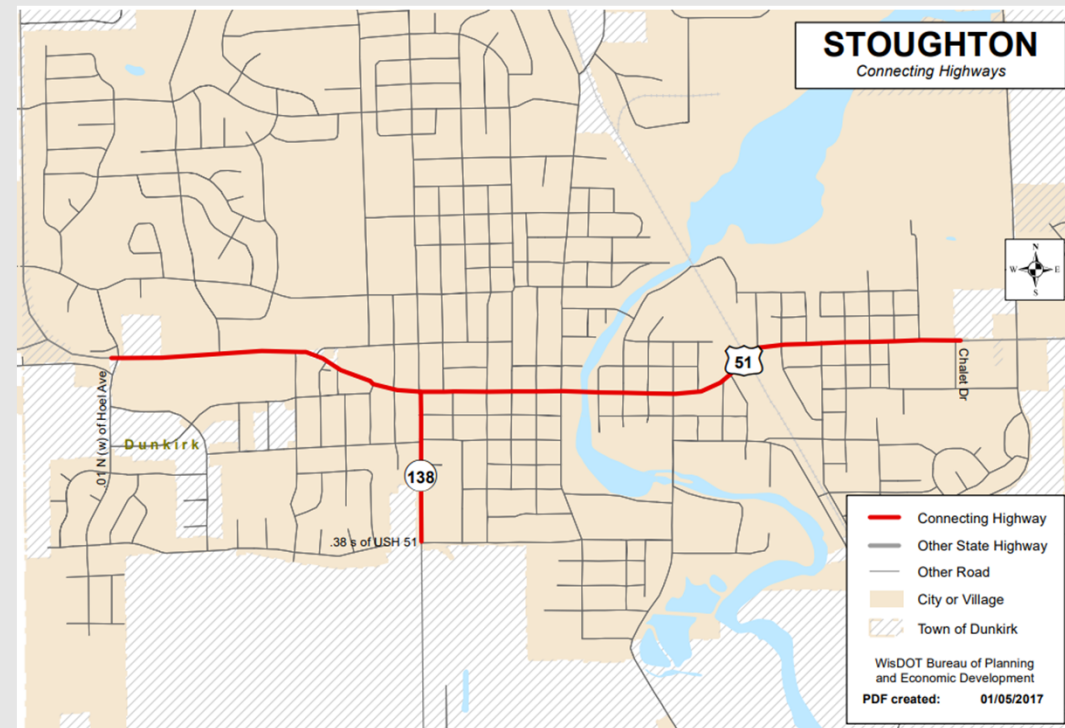 STOUGHTON
Connecting Highways
N
W E
S
51
Chalet Dr
.01 N (w) of Hoel Ave
Dunkirk
138
.38 s of USH 51
Connecting Highway
Other State Highway
Other Road
City or Village
Town of Dunkirk
WisDOT Bureau of Planning
and Economic Development
PDF created: 01/05/2017